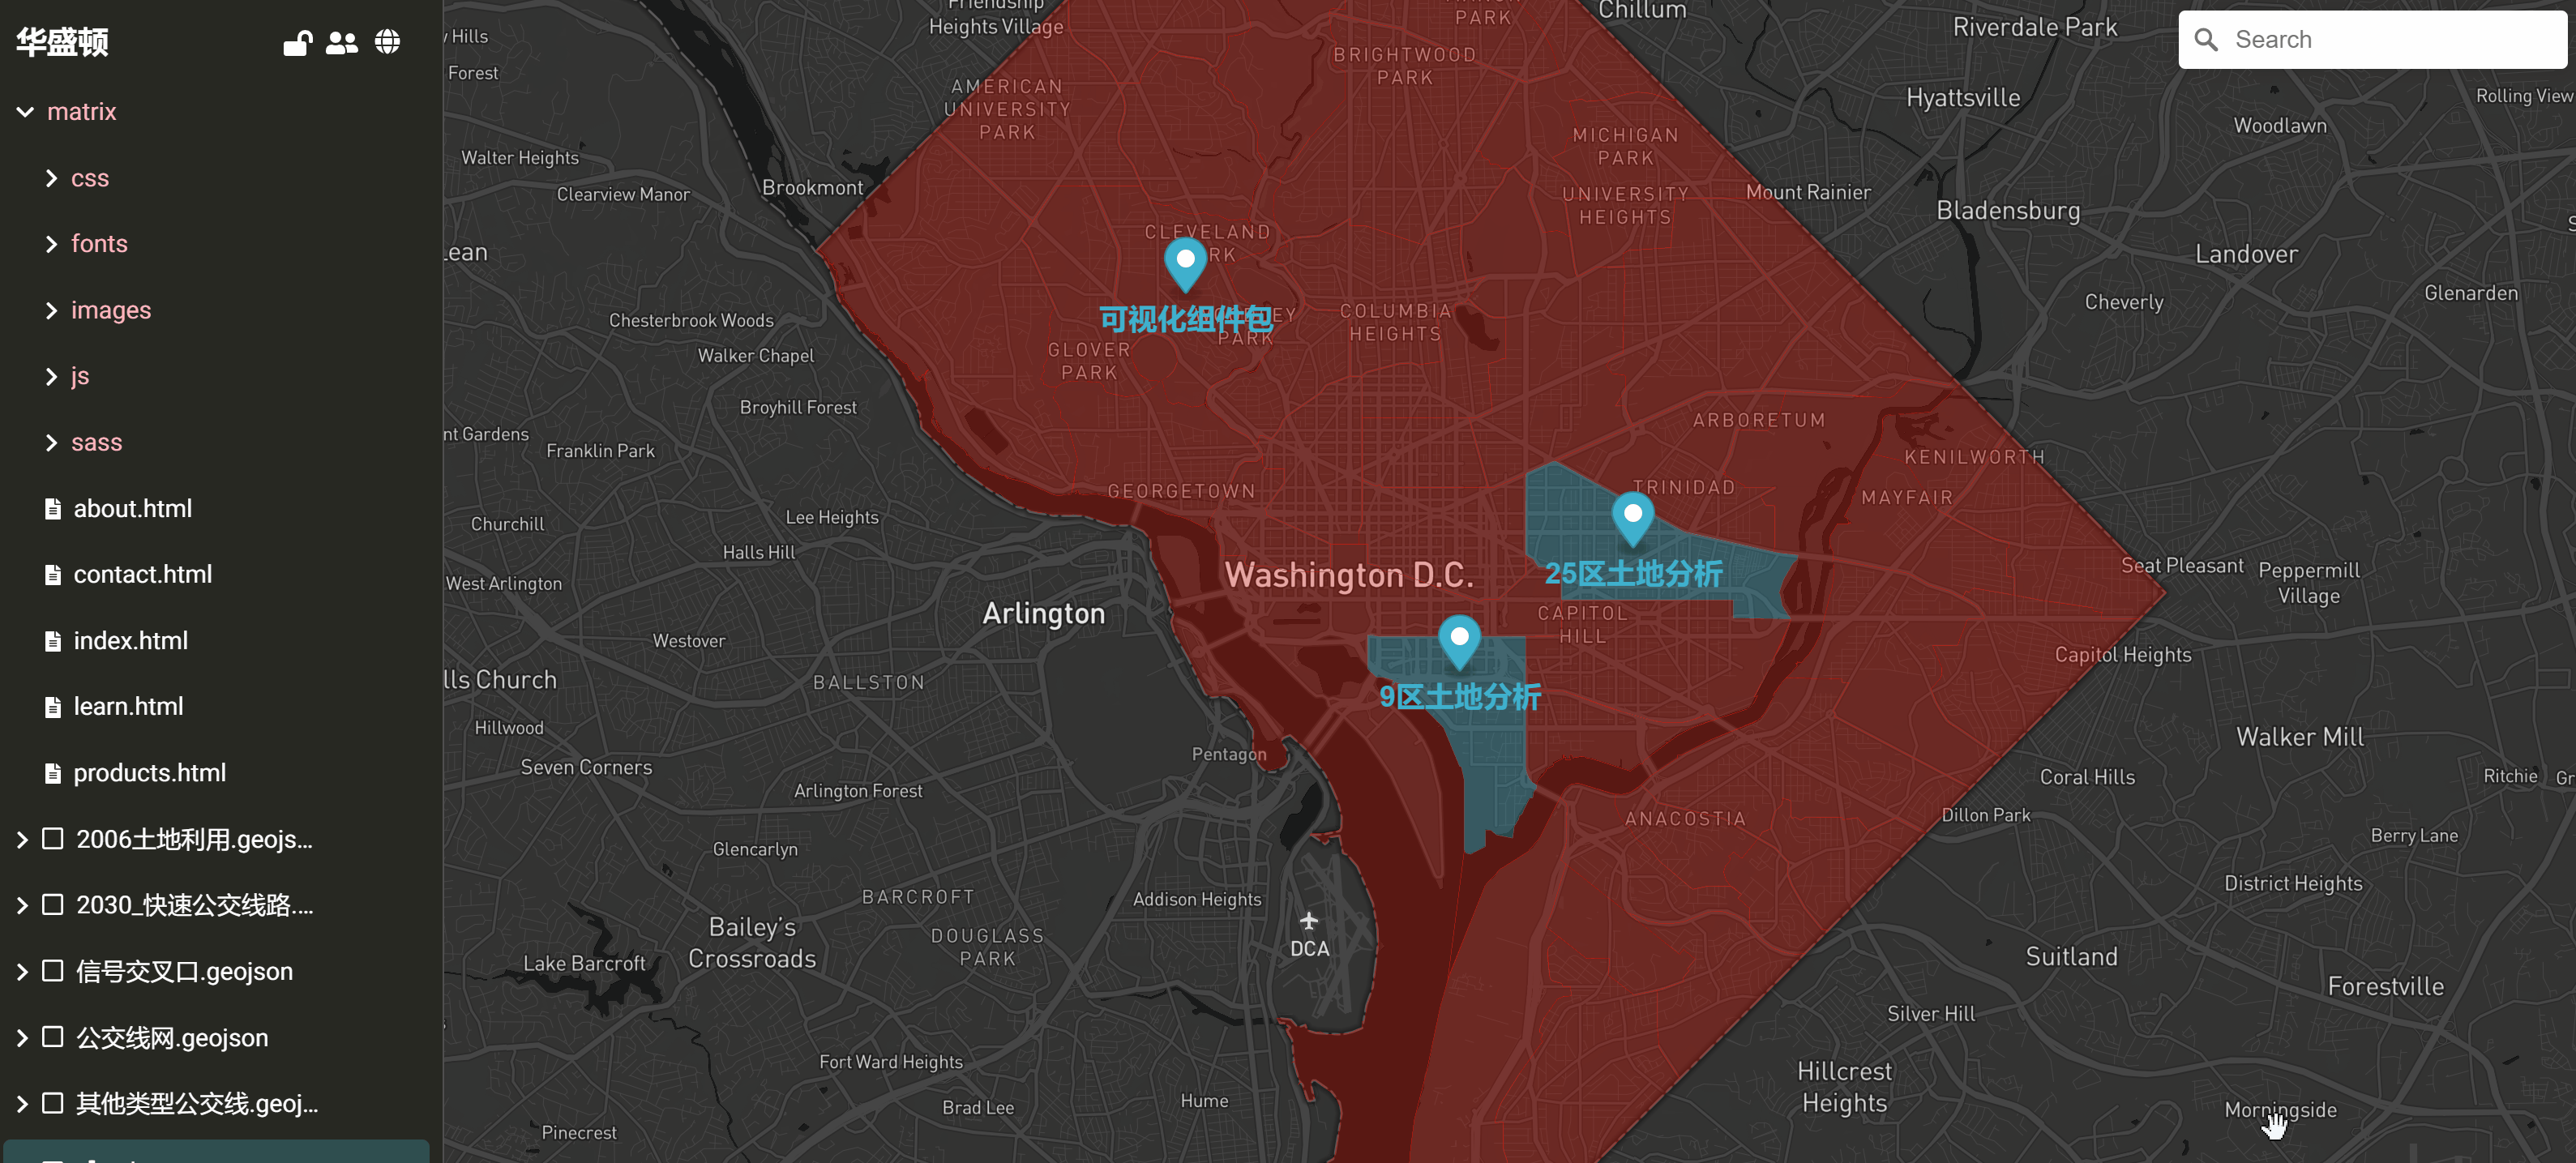 华盛顿
matrix
css
fonts
images
js
sass
about.html
contact.html
index.html
learn.html
products.html
2006土地利用.geojs...
2030_快速公交线路....
信号交叉口.geojson
公交线网.geojson
其他类型公交线.geoj...
Search
Friendship
Heights Village
Hills
Forest
AMERICAN
UNIVERSITY
PARK
BRIGHTWOOD
PARK
PARK
Chillum
Riverdale Park
Hyattsville
Rolling View
Woodlawn
MICHIGAN
PARK
Walter Heights
Clearview Manor
Brookmont
UNIVERSITY
HEIGHTS
Mount Rainier
Bladensburg
Landover
CLEVELAND
Cheverly
Glenarden
可视化组件包
PARK
COLUMBIA
HEIGHTS
Chesterbrook Woods
Walker Chapel
GLOVER
PARK
Broyhill Forest
nt Gardens
Franklin Park
ARBORETUM
KENILWORTH
GEORGETOWN
TRINIDAD
MAYFAIR
Churchill
Lee Heights
Halls Hill
West Arlington
Washington D.C.
25区土地分析
Seat Pleasant
Peppermill
Village
Arlington
Westover
CAPITOL
HILL
Capitol Heights
lls Church
BALLSTON
9区土地分析
Hillwood
Pentagon
Walker Mill
Seven Corners
Coral Hills
Ritchie
Gr
Arlington Forest
ANACOSTIA
Dillon Park
Berry Lane
Glencarlyn
District Heights
BARCROFT
Addison Heights
Bailey's
Crossroads
DOUGLASS
PARK
DCA
Lake Barcroft
Suitland
Forestville
Silver Hill
Fort Ward Heights
Hillcrest
Heights
Brad Lee
Hume
Morningside
Pinecrest